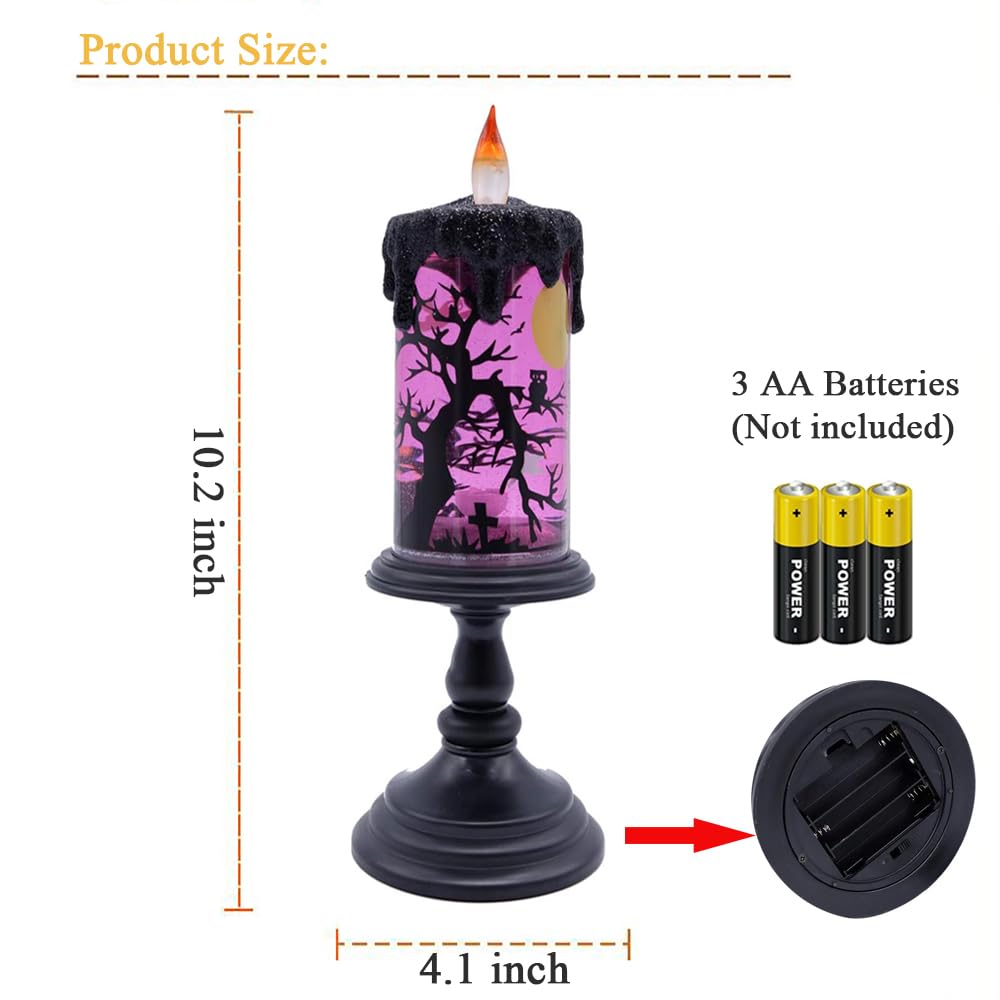 Product Size:
10.2 inch
3 AA Batteries
(Not included)
+ + +
POWER
POWER
POWER
- - -
4.1 inch